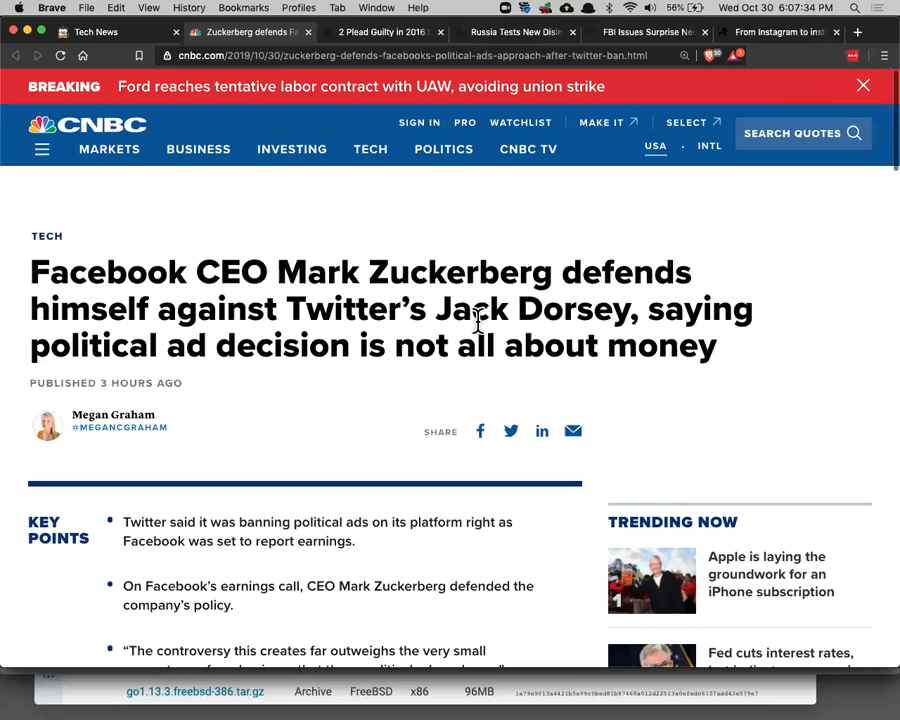 Brave File Edit View History Bookmarks Profiles Tab Window Help 56% Wed Oct 30 6:07:34 PM
Tech News × Zuckerberg defends Fa × 2 Plead Guilty in 2016 × Russia Tests New Disin × FBI Issues Surprise Ne × From Instagram to inst × +
cnbc.com/2019/10/30/zuckerberg-defends-facebooks-political-ads-approach-after-twitter-ban.html
BREAKING Ford reaches tentative labor contract with UAW, avoiding union strike
CNBC
SIGN IN PRO WATCHLIST MAKE IT SELECT
SEARCH QUOTES
USA · INTL
MARKETS BUSINESS INVESTING TECH POLITICS CNBC TV
TECH
Facebook CEO Mark Zuckerberg defends
himself against Twitter's Jack Dorsey, saying
political ad decision is not all about money
PUBLISHED 3 HOURS AGO
Megan Graham
@MEGANCGRAHAM
SHARE
KEY
POINTS
• Twitter said it was banning political ads on its platform right as
Facebook was set to report earnings.
• On Facebook's earnings call, CEO Mark Zuckerberg defended the
company's policy.
• "The controversy this creates far outweighs the very small
TRENDING NOW
1
Apple is laying the
groundwork for an
iPhone subscription
Fed cuts interest rates,
go1.13.3.freebsd-386.tar.gz Archive FreeBSD x86 96MB